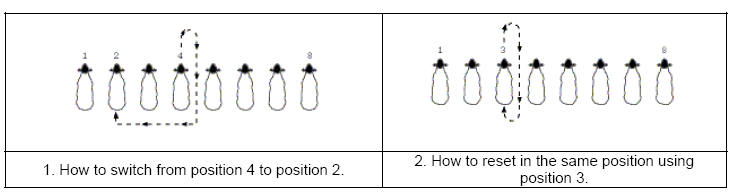 1 2 4 8
1 3 8
1. How to switch from position 4 to position 2.
2. How to reset in the same position using
position 3.